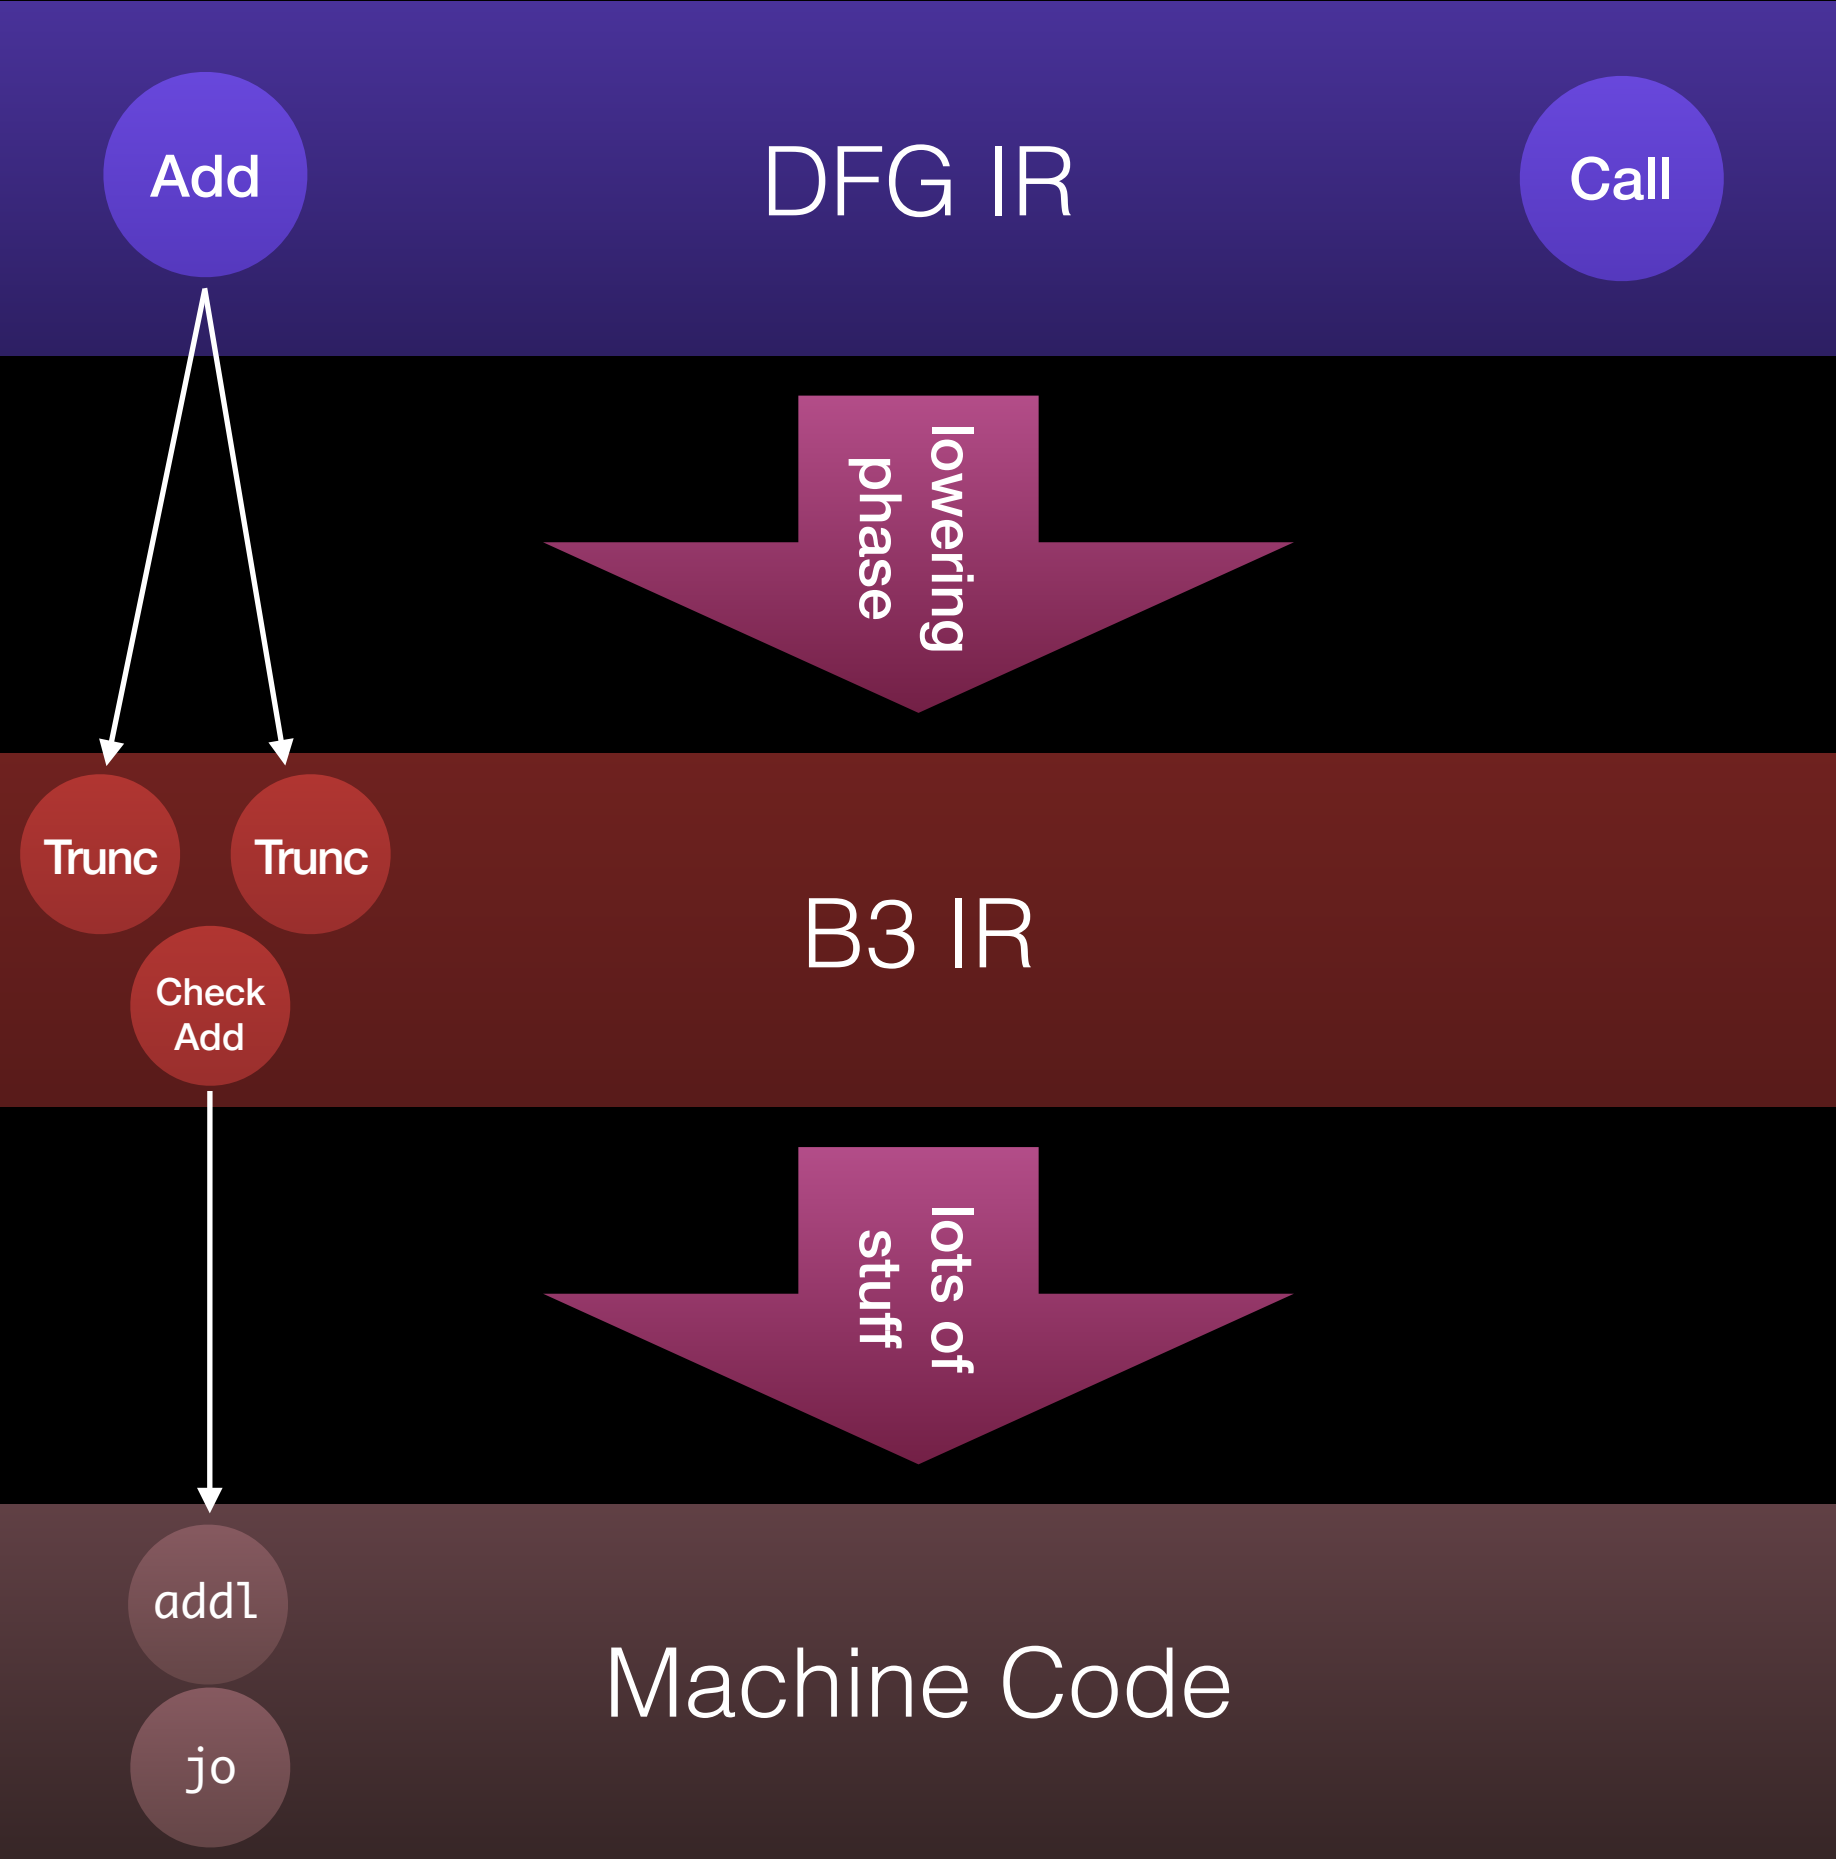 Add
DFG IR
Call
lowering
phase
Trunc
Trunc
B3 IR
Check
Add
lots of
stuff
addl
Machine Code
jo